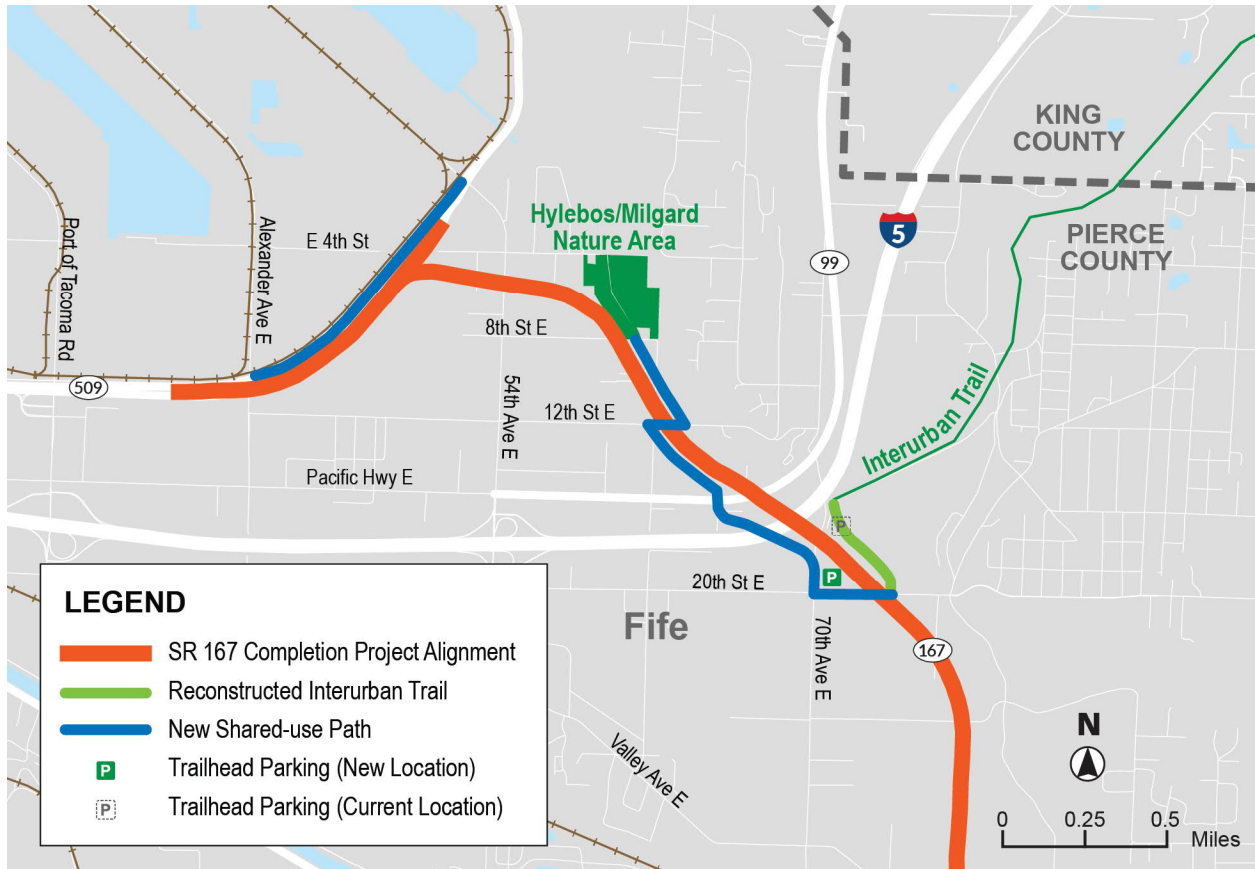 KING
COUNTY
PIERCE
COUNTY
Hylebos/Milgard
Nature Area
5
99
E 4th St
Port of Tacoma Rd
Alexander Ave E
8th St E
509
54th Ave E
12th St E
Interurban Trail
Pacific Hwy E
P
P
20th St E
Fife
70th Ave E
167
Valley Ave E
LEGEND
SR 167 Completion Project Alignment
Reconstructed Interurban Trail
New Shared-use Path
P Trailhead Parking (New Location)
P Trailhead Parking (Current Location)
N
0 0.25 0.5
Miles